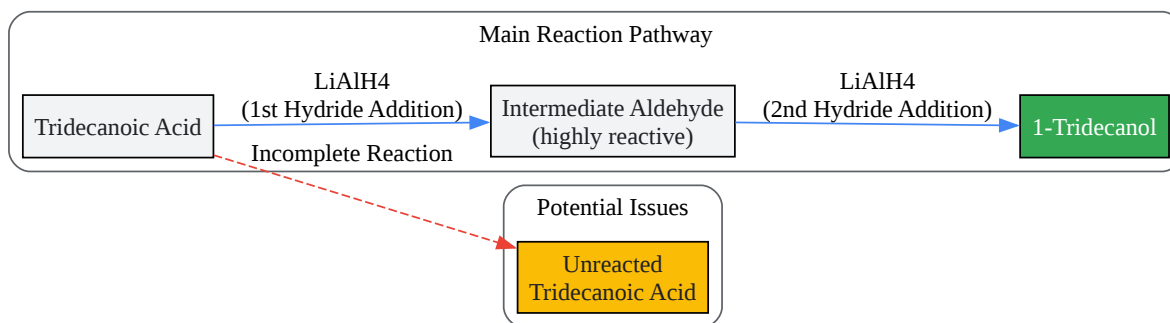 Main Reaction Pathway
Tridecanoic Acid
LiAlH4
(1st Hydride Addition)
Intermediate Aldehyde
(highly reactive)
LiAlH4
(2nd Hydride Addition)
1-Tridecanol
Incomplete Reaction
Potential Issues
Unreacted
Tridecanoic Acid